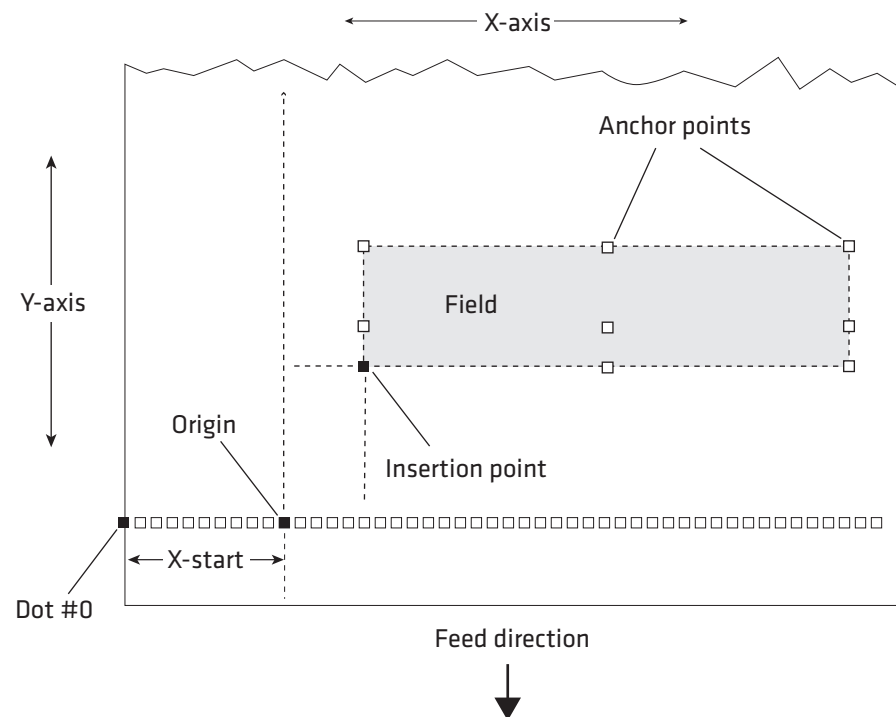 X-axis
Anchor points
Y-axis
Field
Origin
Insertion point
X-start
Dot #0
Feed direction